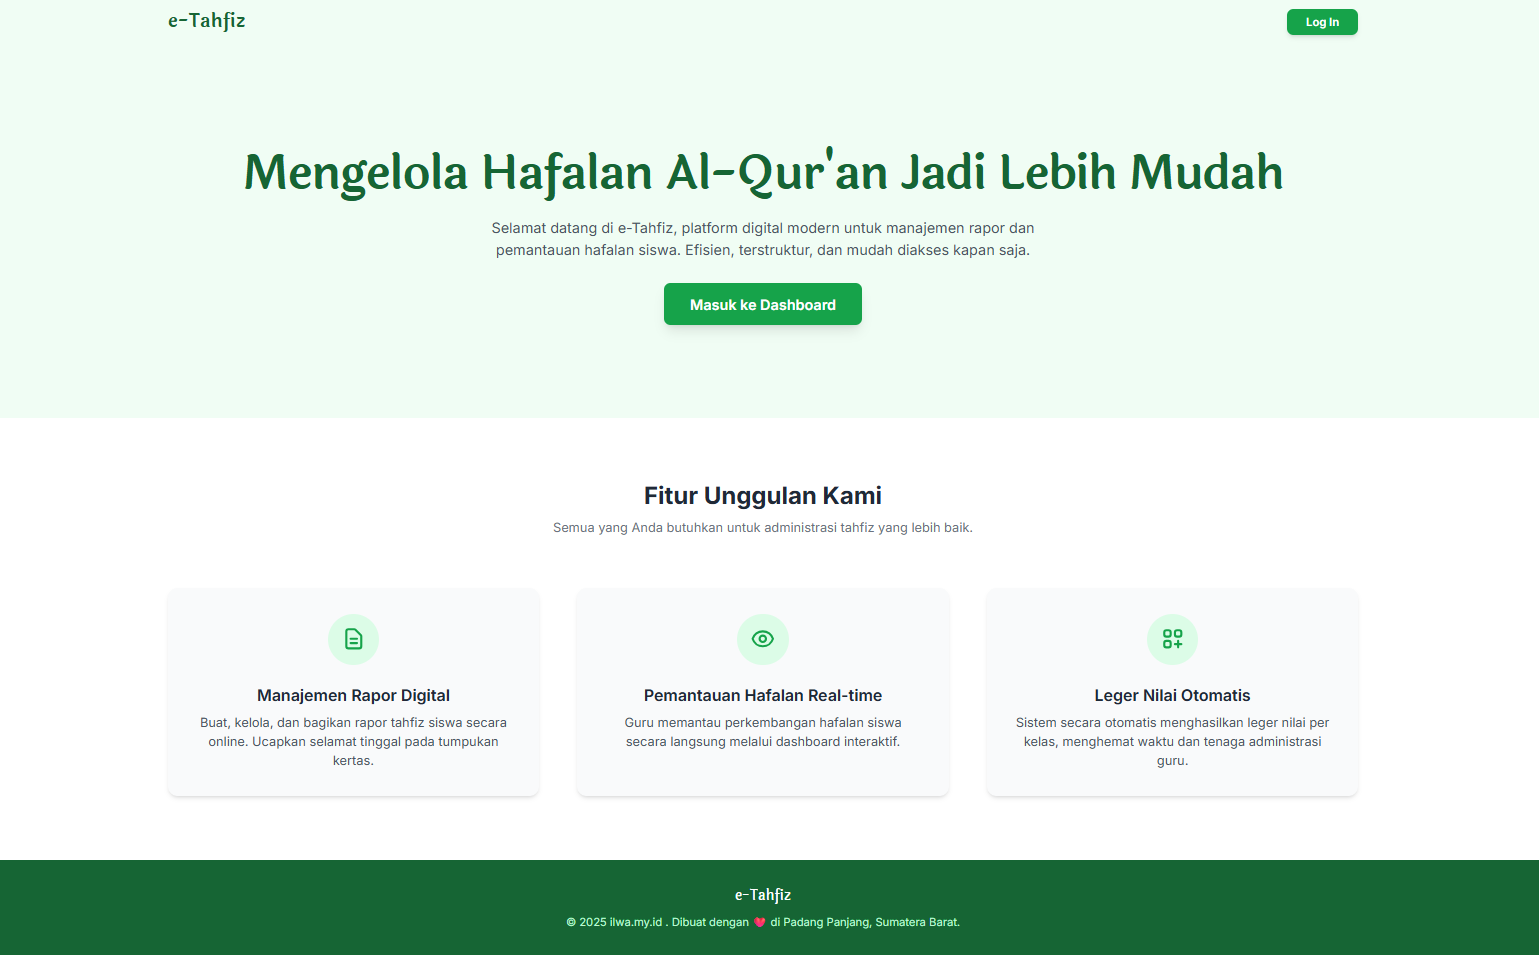 e-Tahfiz
Log In
Mengelola Hafalan Al-Qur'an Jadi Lebih Mudah
Selamat datang di e-Tahfiz, platform digital modern untuk manajemen rapor dan
pemantauan hafalan siswa. Efisien, terstruktur, dan mudah diakses kapan saja.
Masuk ke Dashboard
Fitur Unggulan Kami
Semua yang Anda butuhkan untuk administrasi tahfiz yang lebih baik.
Manajemen Rapor Digital
Buat, kelola, dan bagikan rapor tahfiz siswa secara
online. Ucapkan selamat tinggal pada tumpukan
kertas.
Pemantauan Hafalan Real-time
Guru memantau perkembangan hafalan siswa
secara langsung melalui dashboard interaktif.
Leger Nilai Otomatis
Sistem secara otomatis menghasilkan leger nilai per
kelas, menghemat waktu dan tenaga administrasi
guru.
e-Tahfiz
© 2025 ilwa.my.id . Dibuat dengan ❤️ di Padang Panjang, Sumatera Barat.